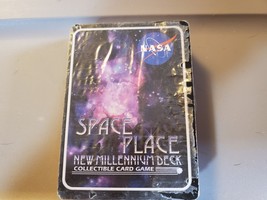 NASA
SPACE
PLACE
NEW MILLENNIUM DECK
COLLECTIBLE CARD GAME